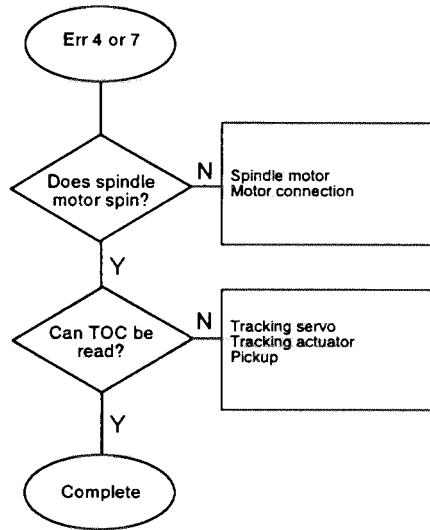 Err 4 or 7
Does spindle
motor spin?
N
Spindle motor
Motor connection
Y
Can TOC be
read?
N
Tracking servo
Tracking actuator
Pickup
Y
Complete